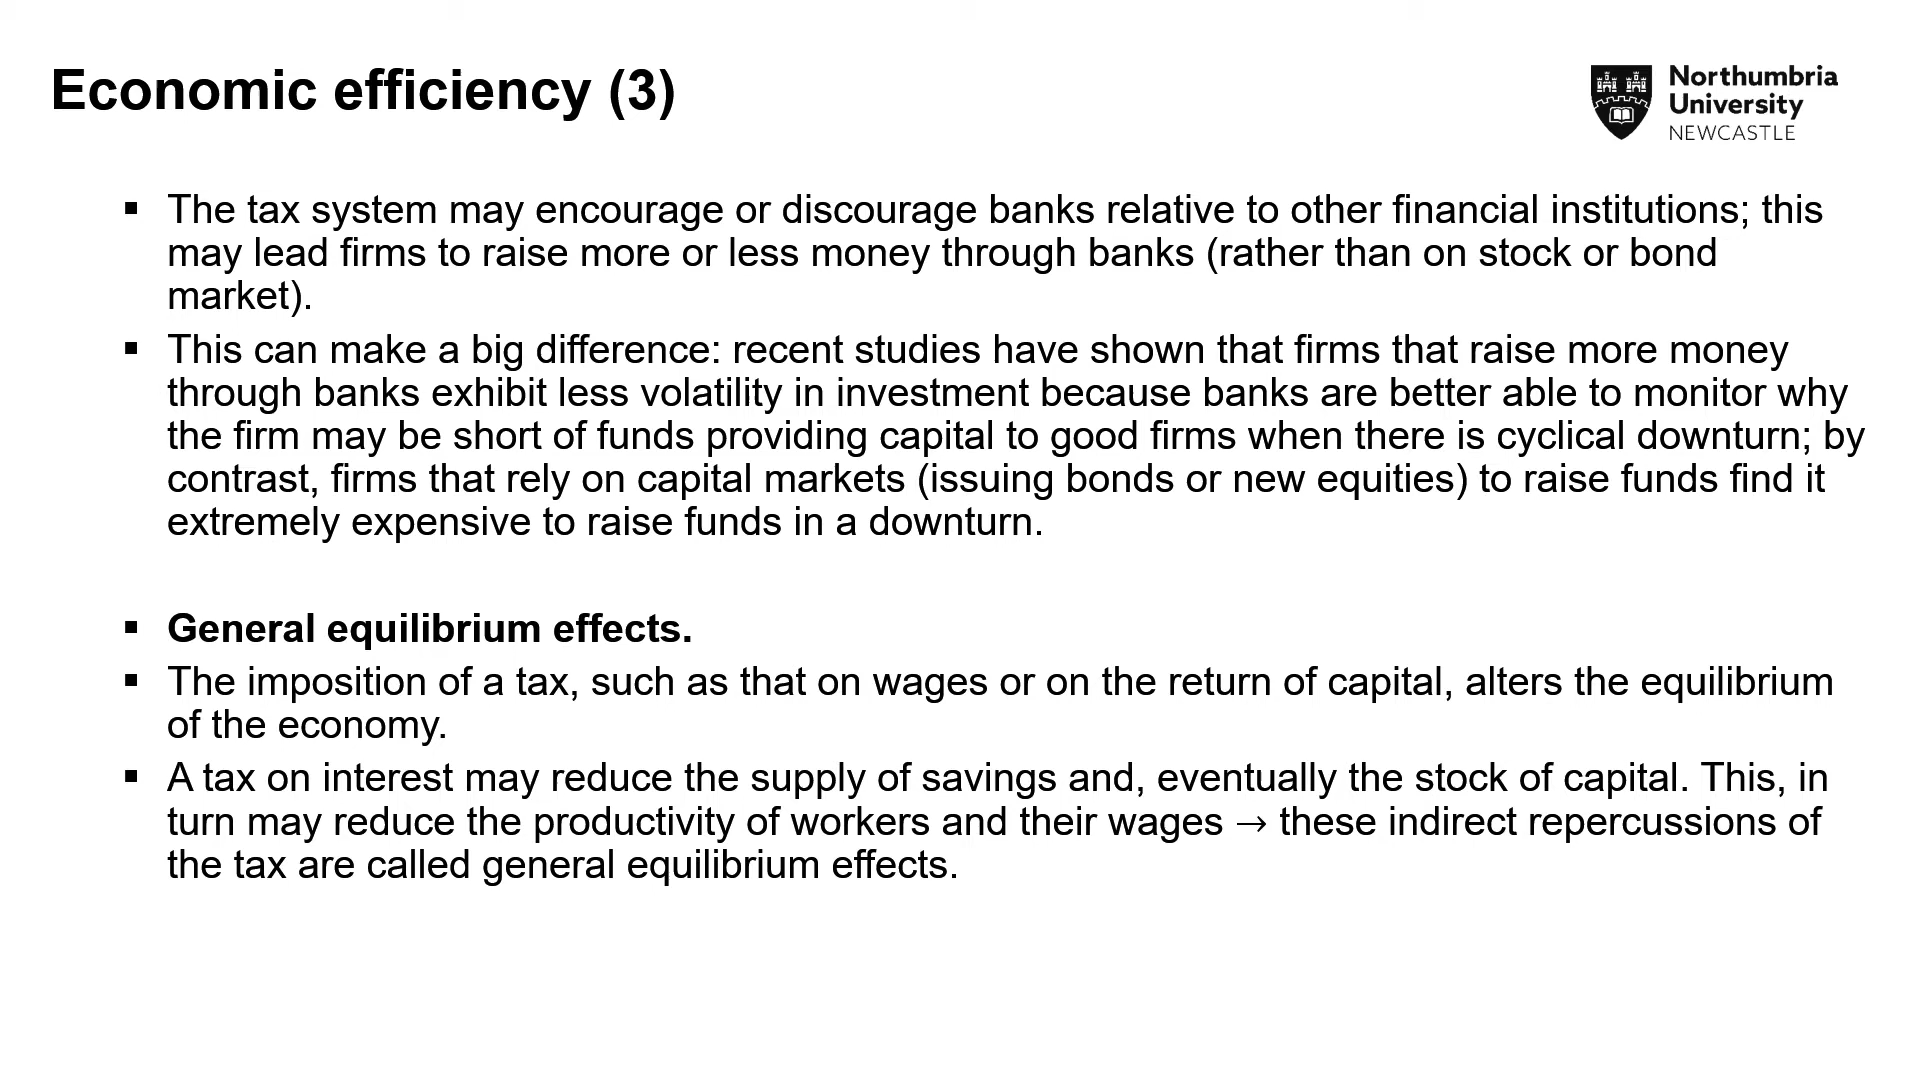 Economic efficiency (3)
Northumbria
University
NEWCASTLE
▪ The tax system may encourage or discourage banks relative to other financial institutions; this
may lead firms to raise more or less money through banks (rather than on stock or bond
market).
▪ This can make a big difference: recent studies have shown that firms that raise more money
through banks exhibit less volatility in investment because banks are better able to monitor why
the firm may be short of funds providing capital to good firms when there is cyclical downturn; by
contrast, firms that rely on capital markets (issuing bonds or new equities) to raise funds find it
extremely expensive to raise funds in a downturn.
▪ General equilibrium effects.
▪ The imposition of a tax, such as that on wages or on the return of capital, alters the equilibrium
of the economy.
▪ A tax on interest may reduce the supply of savings and, eventually the stock of capital. This, in
turn may reduce the productivity of workers and their wages → these indirect repercussions of
the tax are called general equilibrium effects.